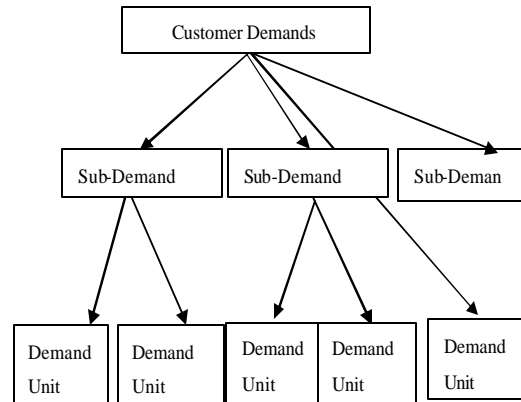 Customer Demands
Sub-Demand
Sub-Demand
Sub-Deman
Demand
Unit
Demand
Unit
Demand
Unit
Demand
Unit
Demand
Unit